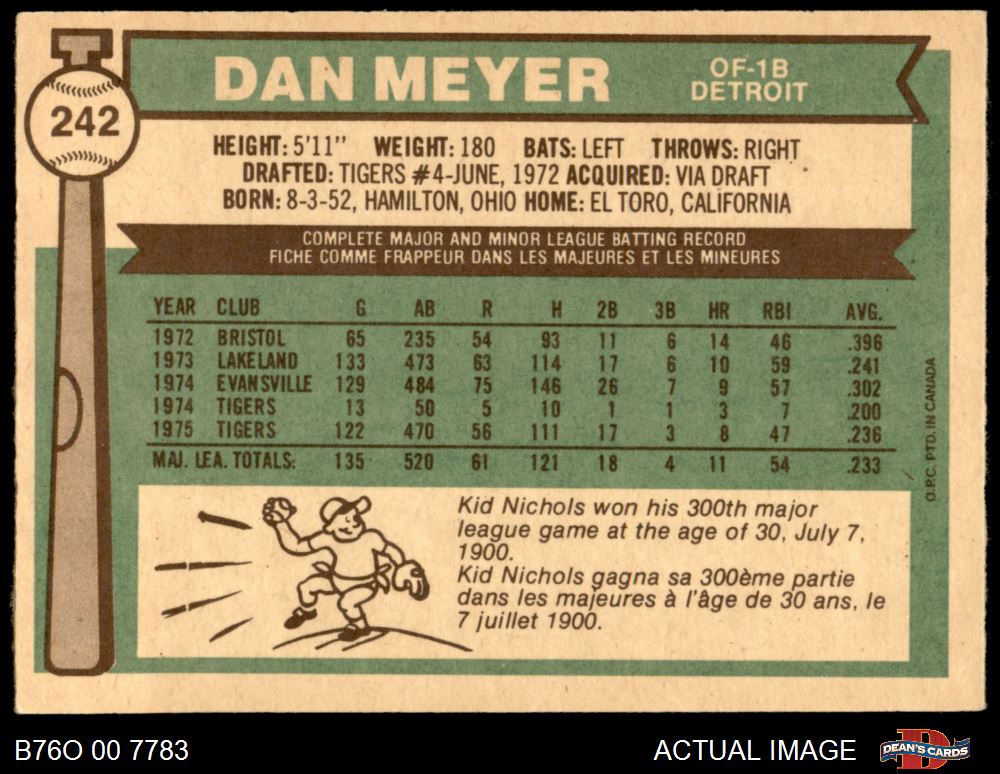 242
DAN MEYER
OF-1B
DETROIT
HEIGHT: 5'11" WEIGHT: 180 BATS: LEFT THROWS: RIGHT
DRAFTED: TIGERS #4-JUNE, 1972 ACQUIRED: VIA DRAFT
BORN: 8-3-52, HAMILTON, OHIO HOME: EL TORO, CALIFORNIA
COMPLETE MAJOR AND MINOR LEAGUE BATTING RECORD
FICHE COMME FRAPPEUR DANS LES MAJEURES ET LES MINEURES
YEAR CLUB G AB R H 2B 3B HR RBI AVG.
1972 BRISTOL 65 235 54 93 11 6 14 46 .396
1973 LAKELAND 133 473 63 114 17 6 10 59 .241
1974 EVANSVILLE 129 484 75 146 26 7 9 57 .302
1974 TIGERS 13 50 5 10 1 1 3 7 .200
1975 TIGERS 122 470 56 111 17 3 8 47 .236
MAJ. LEA. TOTALS: 135 520 61 121 18 4 11 54 .233
O.P.C. PTD. IN CANADA
Kid Nichols won his 300th major
league game at the age of 30, July 7,
1900.
Kid Nichols gagna sa 300ème partie
dans les majeures à l'âge de 30 ans, le
7 juillet 1900.
B76O 00 7783
ACTUAL IMAGE
DEAN'S CARDS